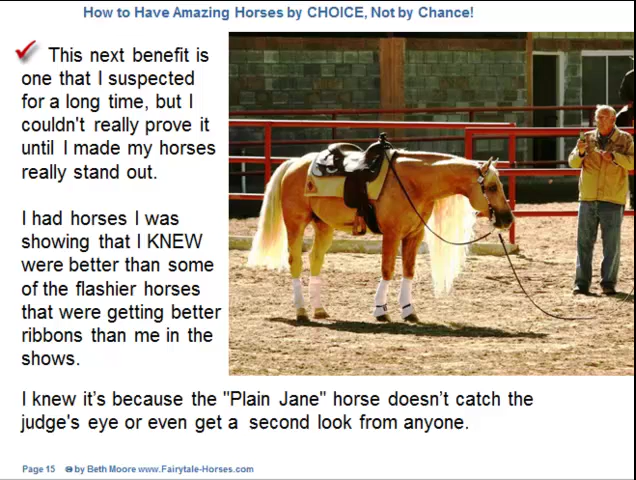 How to Have Amazing Horses by CHOICE, Not by Chance!
This next benefit is
one that I suspected
for a long time, but I
couldn't really prove it
until I made my horses
really stand out.
I had horses I was
showing that I KNEW
were better than some
of the flashier horses
that were getting better
ribbons than me in the
shows.
I knew it's because the "Plain Jane" horse doesn't catch the
judge's eye or even get a second look from anyone.
Page 15 © by Beth Moore www.Fairytale-Horses.com